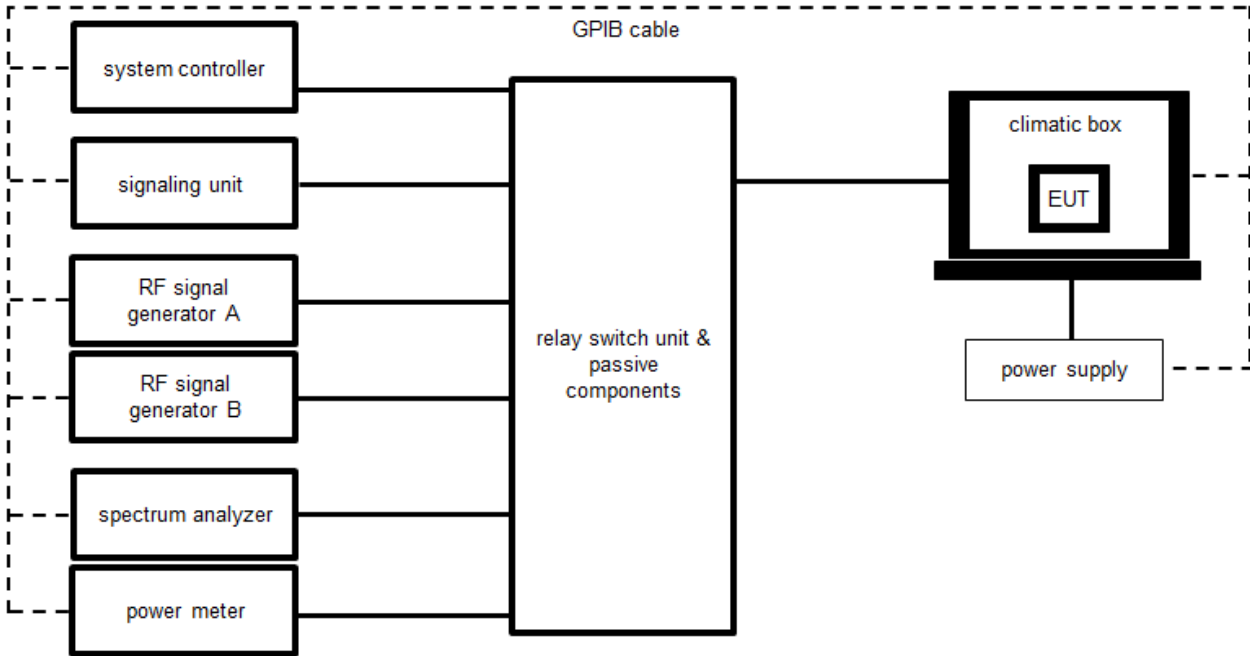 GPIB cable
system controller
signaling unit
RF signal
generator A
RF signal
generator B
spectrum analyzer
power meter
relay switch unit &
passive
components
climatic box
EUT
power supply